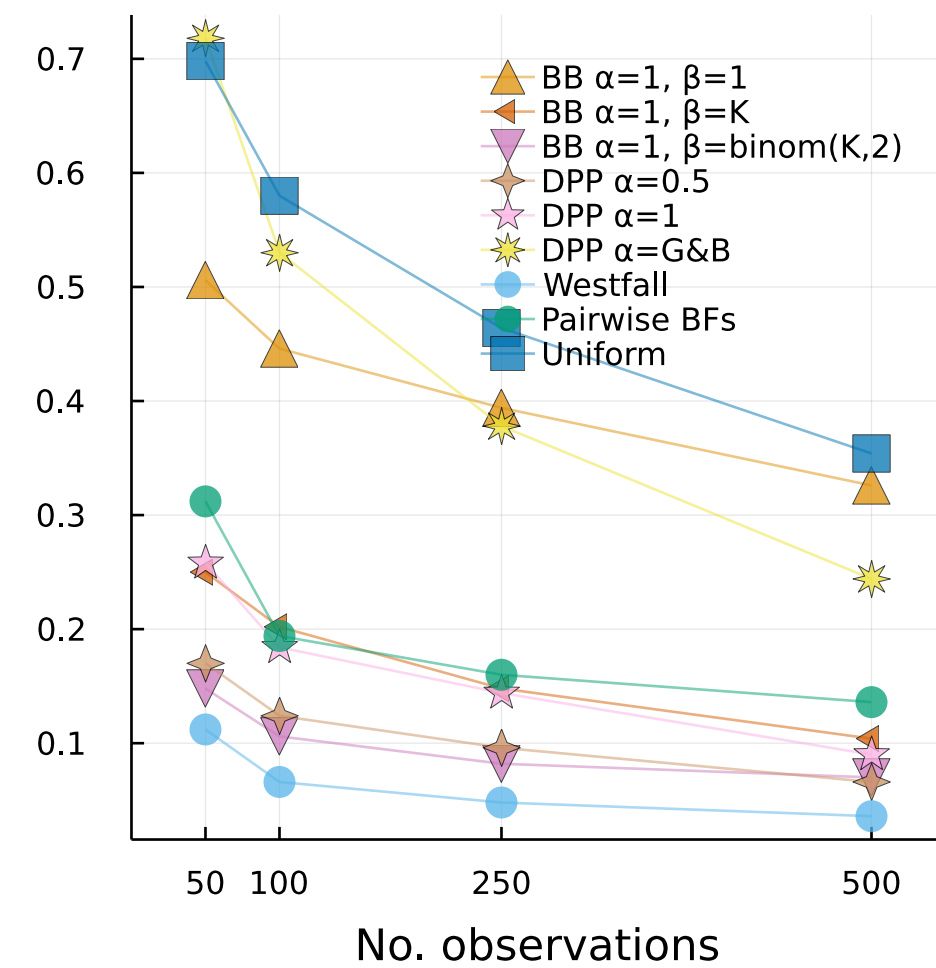 0.7
0.6
0.5
0.4
0.3
0.2
0.1
BB α=1, β=1
BB α=1, β=K
BB α=1, β=binom(K,2)
DPP α=0.5
DPP α=1
DPP α=G&B
Westfall
Pairwise BFs
Uniform
50 100 250 500
No. observations